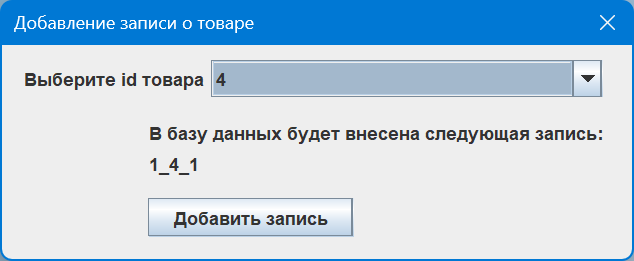 Добавление записи о товаре
Выберите id товара 4
В базу данных будет внесена следующая запись:
1_4_1
Добавить запись